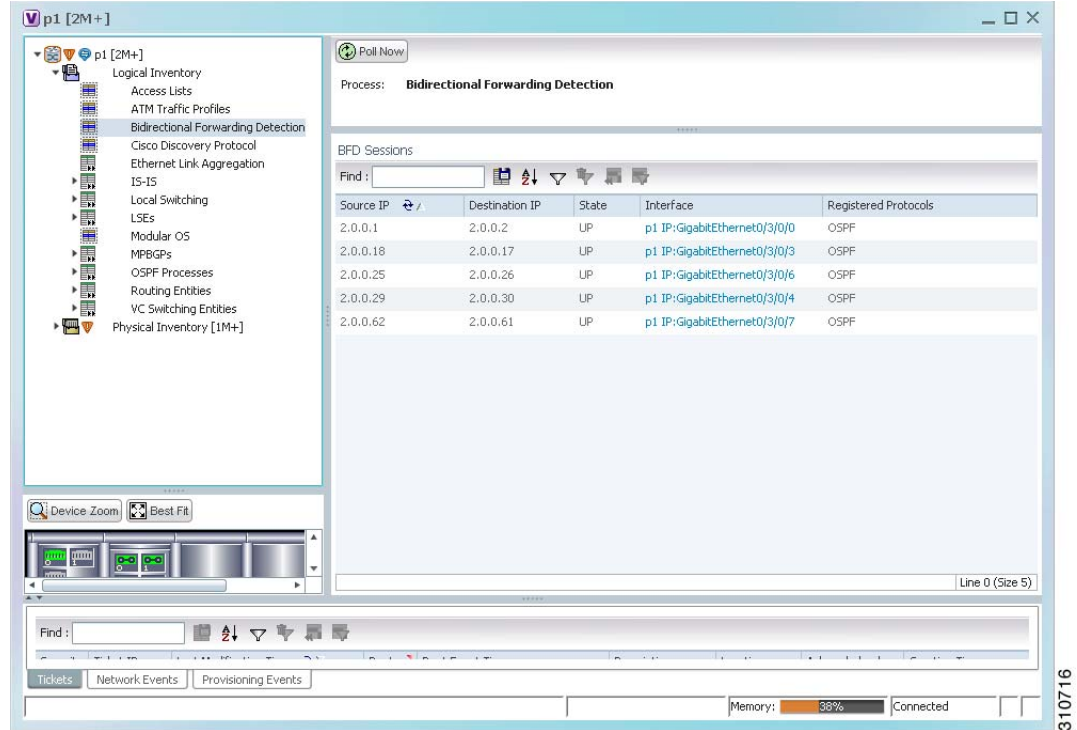 V p1 [2M+]
p1 [2M+]
Logical Inventory
Access Lists
ATM Traffic Profiles
Bidirectional Forwarding Detection
Cisco Discovery Protocol
Ethernet Link Aggregation
IS-IS
Local Switching
LSEs
Modular OS
MPBGPs
OSPF Processes
Routing Entities
VC Switching Entities
Physical Inventory [1M+]
Device Zoom Best Fit
0 1 0 1
Poll Now
Process: Bidirectional Forwarding Detection
BFD Sessions
Find :
Source IP Destination IP State Interface Registered Protocols
2.0.0.1 2.0.0.2 UP p1 IP:GigabitEthernet0/3/0/0 OSPF
2.0.0.18 2.0.0.17 UP p1 IP:GigabitEthernet0/3/0/3 OSPF
2.0.0.25 2.0.0.26 UP p1 IP:GigabitEthernet0/3/0/6 OSPF
2.0.0.29 2.0.0.30 UP p1 IP:GigabitEthernet0/3/0/4 OSPF
2.0.0.62 2.0.0.61 UP p1 IP:GigabitEthernet0/3/0/7 OSPF
Line 0 (Size 5)
Find :
Tickets Network Events Provisioning Events
Memory: 38% Connected
310716